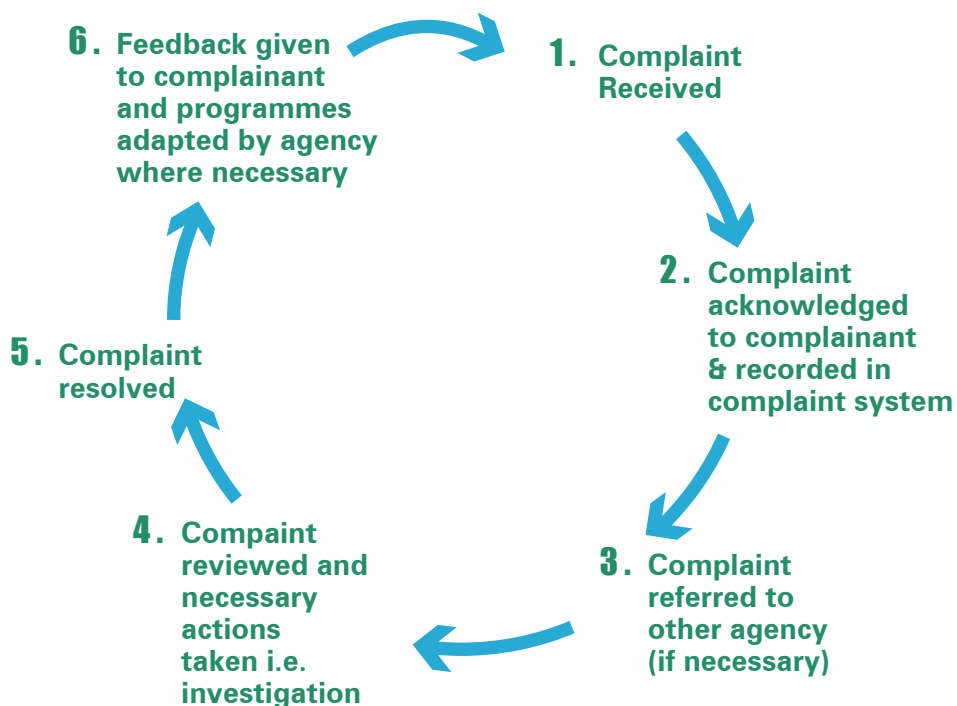 1. Complaint
Received
2. Complaint
acknowledged
to complainant
& recorded in
complaint system
3. Complaint
referred to
other agency
(if necessary)
4. Compaint
reviewed and
necessary
actions
taken i.e.
investigation
5. Complaint
resolved
6. Feedback given
to complainant
and programmes
adapted by agency
where necessary